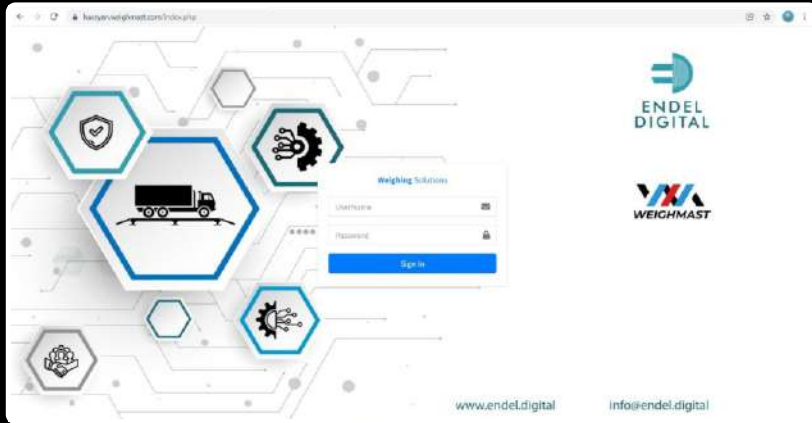 ENDEL
DIGITAL
Weighing Solutions
UserName
Password
Sign In
WEIGHMAST
www.endel.digital
info@endel.digital